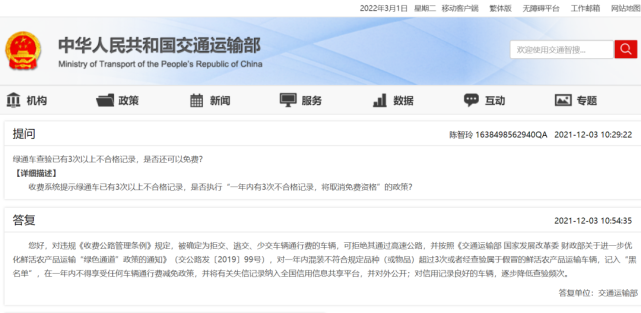 2022年3月1日 星期二 移动客户端 繁体版 无障碍平台 工作邮箱 网站地图
中华人民共和国交通运输部
Ministry of Transport of the People's Republic of China
欢迎使用交通智搜...
机构 政策 新闻 服务 数据 互动 专题
提问 陈智玲 1638498562940QA 2021-12-03 10:29:22
绿通车查验已有3次以上不合格记录，是否还可以免费？
【详细描述】
收费系统提示绿通车已有3次以上不合格记录，是否执行“一年内有3次不合格记录，将取消免费资格”的政策？
答复 2021-12-03 10:54:35
您好，对违规《收费公路管理条例》规定，被确定为拒交、逃交、少交车辆通行费的车辆，可拒绝其通过高速公路，并按照《交通运输部 国家发展改革委 财政部关于进一步优
化鲜活农产品运输“绿色通道”政策的通知》（交公路发〔2019〕99号），对一年内混装不符合规定品种（或物品）超过3次或者经查验属于假冒的鲜活农产品运输车辆，记入“黑
名单”，在一年内不得享受任何车辆通行费减免政策，并将有关失信记录纳入全国信用信息共享平台，并对外公开；对信用记录良好的车辆，逐步降低查验频次。
答复单位：交通运输部